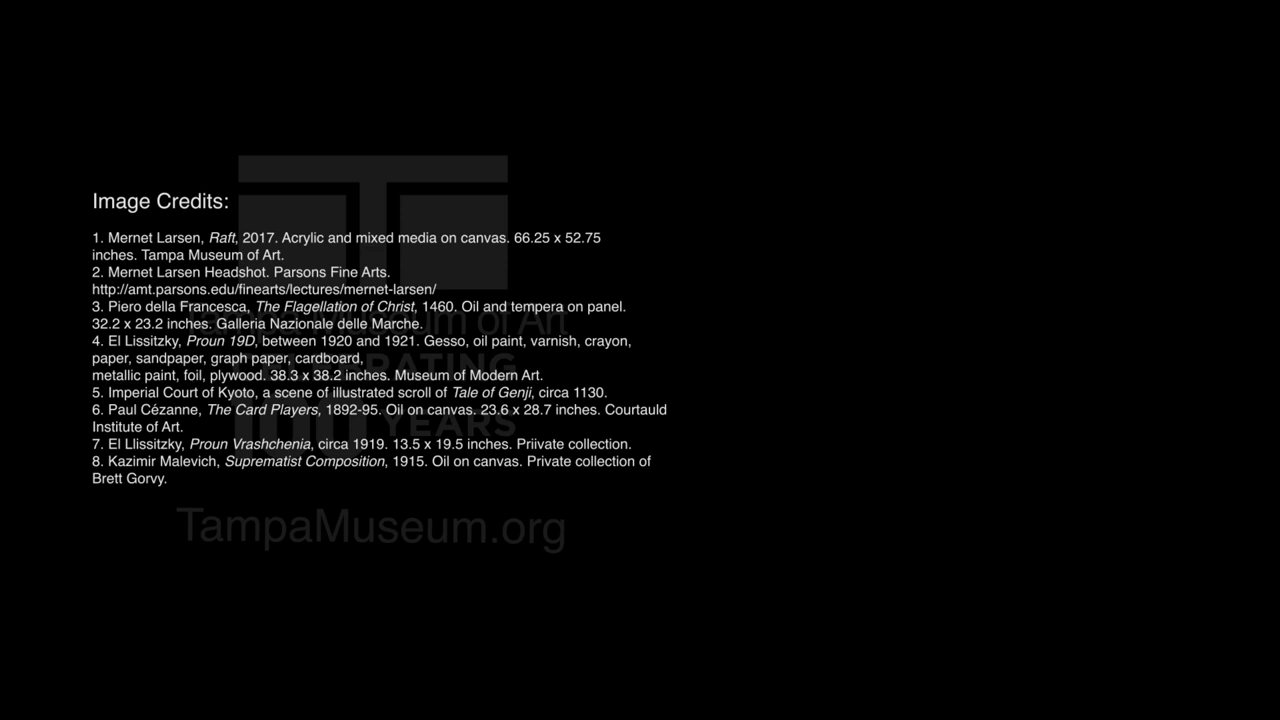 Image Credits:
1. Mernet Larsen, Raft, 2017. Acrylic and mixed media on canvas. 66.25 x 52.75
inches. Tampa Museum of Art.
2. Mernet Larsen Headshot. Parsons Fine Arts.
http://amt.parsons.edu/finearts/lectures/mernet-larsen/
3. Piero della Francesca, The Flagellation of Christ, 1460. Oil and tempera on panel.
32.2 x 23.2 inches. Galleria Nazionale delle Marche.
4. El Lissitzky, Proun 19D, between 1920 and 1921. Gesso, oil paint, varnish, crayon,
paper, sandpaper, graph paper, cardboard,
metallic paint, foil, plywood. 38.3 x 38.2 inches. Museum of Modern Art.
5. Imperial Court of Kyoto, a scene of illustrated scroll of Tale of Genji, circa 1130.
6. Paul Cézanne, The Card Players, 1892-95. Oil on canvas. 23.6 x 28.7 inches. Courtauld
Institute of Art.
7. El Llissitzky, Proun Vrashchenia, circa 1919. 13.5 x 19.5 inches. Priivate collection.
8. Kazimir Malevich, Suprematist Composition, 1915. Oil on canvas. Private collection of
Brett Gorvy.
Tampa Museum of Art
CELEBRATING
100 YEARS
TampaMuseum.org